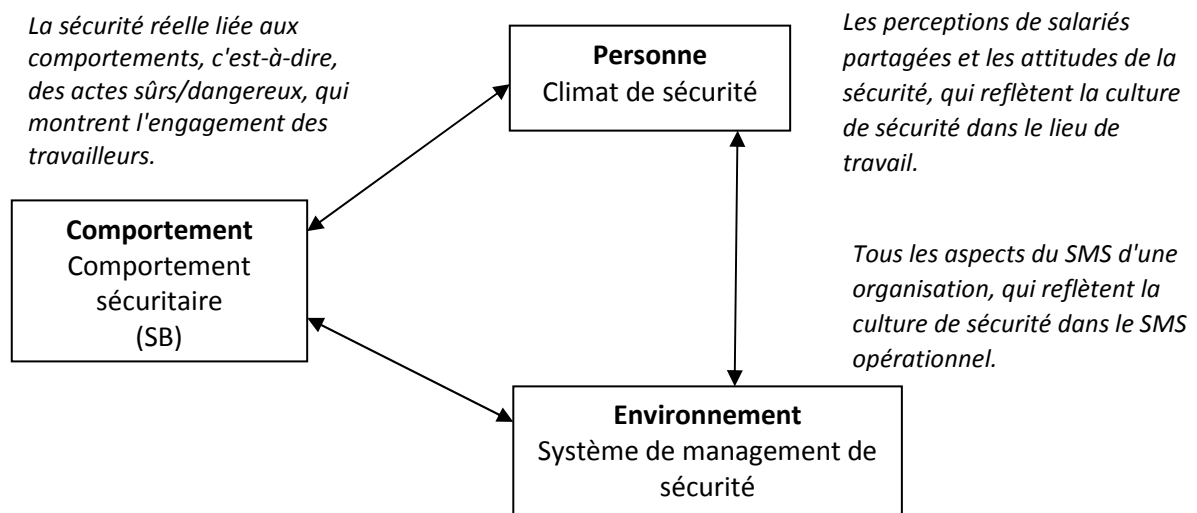 La sécurité réelle liée aux
comportements, c'est-à-dire,
des actes sûrs/dangereux, qui
montrent l'engagement des
travailleurs.
Personne
Climat de sécurité
Les perceptions de salariés
partagées et les attitudes de la
sécurité, qui reflètent la culture
de sécurité dans le lieu de
travail.
Comportement
Comportement
sécuritaire
(SB)
Tous les aspects du SMS d'une
organisation, qui reflètent la
culture de sécurité dans le SMS
opérationnel.
Environnement
Système de management de
sécurité